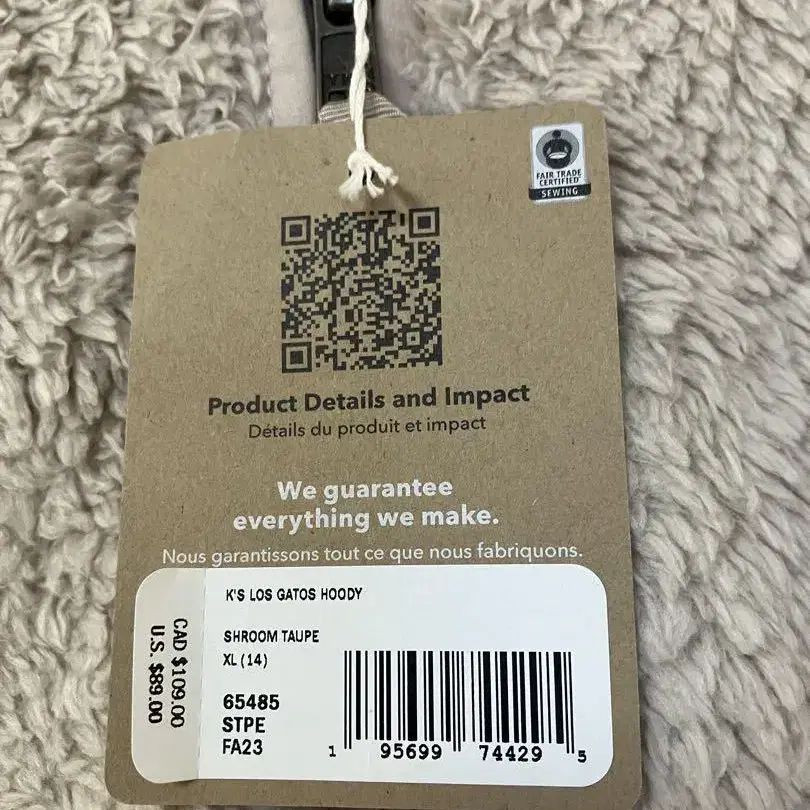 FAIR TRADE
CERTIFIED
SEWING
Product Details and Impact
Détails du produit et impact
We guarantee
everything we make.
Nous garantissons tout ce que nous fabriquons.
CAD $109.00
U.S. $89.00
K'S LOS GATOS HOODY
SHROOM TAUPE
XL (14)
65485
STPE
FA23
1 95699 74429 5